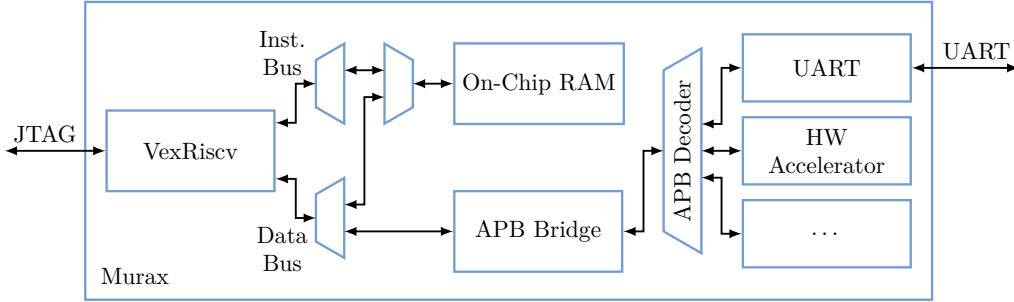 Inst.
Bus
On-Chip RAM
UART
UART
JTAG
VexRiscv
APB Decoder
HW
Accelerator
Data
Bus
APB Bridge
...
Murax